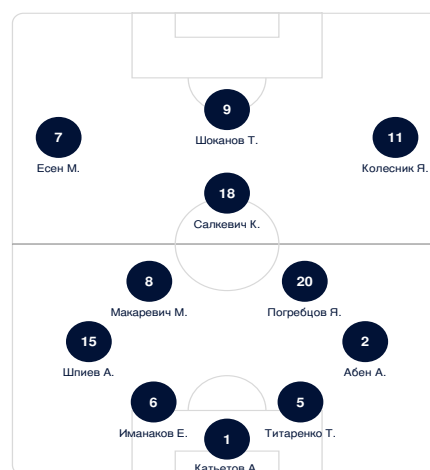 9
Шоканов Т.
7
Есен М.
11
Колесник Я.
18
Салкевич К.
8
Макаревич М.
20
Погребцов Я.
15
Шпиев А.
2
Абен А.
6
Иманаков Е.
5
Титаренко Т.
1
Катьетов А.